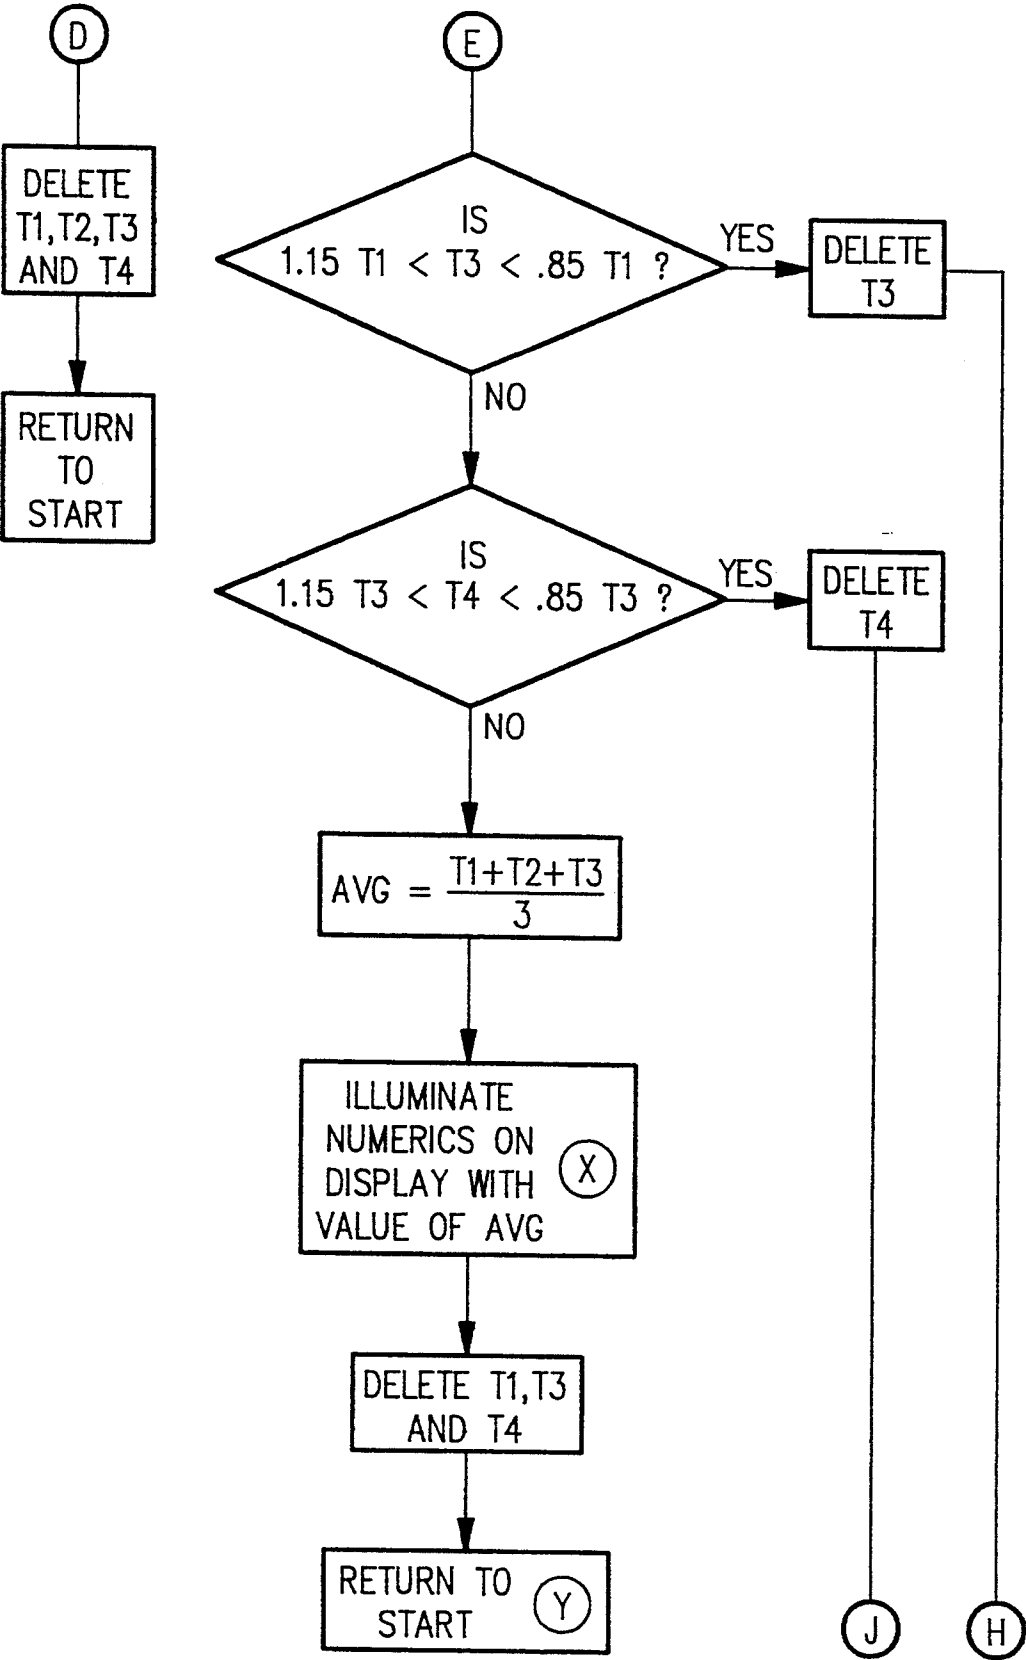 D
DELETE
T1,T2,T3
AND T4
RETURN
TO
START
E
IS
1.15 T1 < T3 < .85 T1 ?
YES
DELETE
T3
NO
IS
1.15 T3 < T4 < .85 T3 ?
YES
DELETE
T4
NO
AVG = T1+T2+T3
3
ILLUMINATE
NUMERICS ON
DISPLAY WITH
VALUE OF AVG
X
DELETE T1,T3
AND T4
RETURN TO
START
Y
J
H